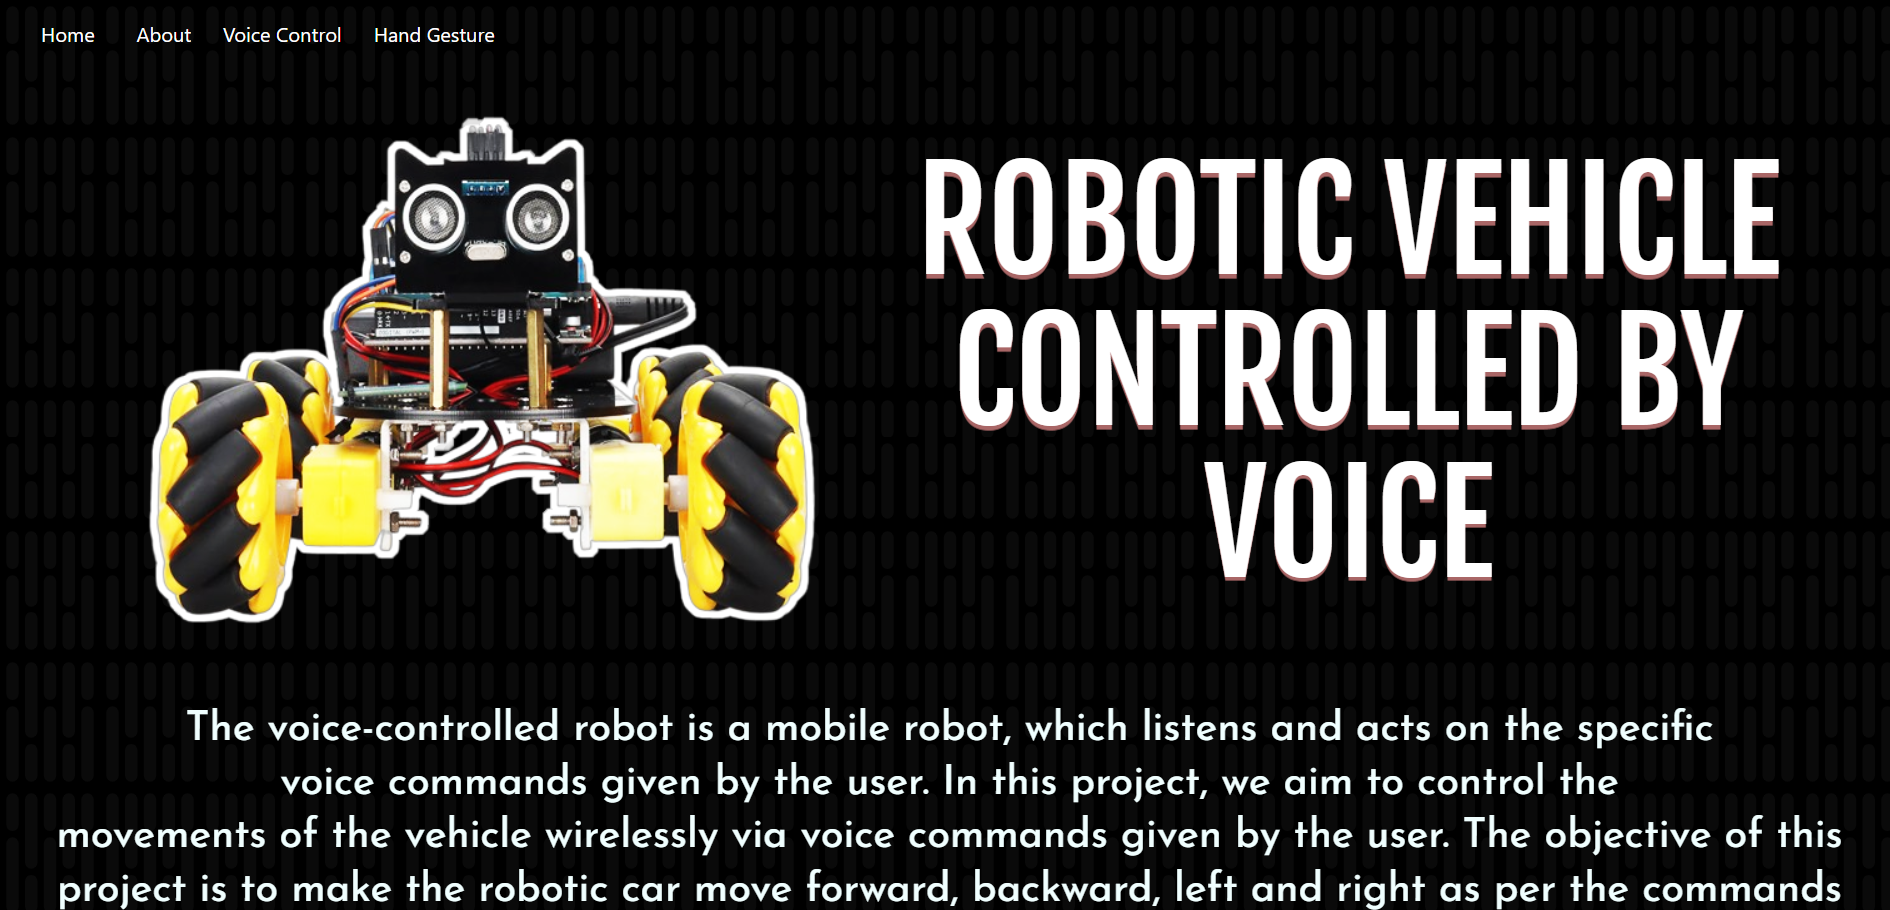 Home About Voice Control Hand Gesture
ROBOTIC VEHICLE
CONTROLLED BY
VOICE
The voice-controlled robot is a mobile robot, which listens and acts on the specific
voice commands given by the user. In this project, we aim to control the
movements of the vehicle wirelessly via voice commands given by the user. The objective of this
project is to make the robotic car move forward, backward, left and right as per the commands